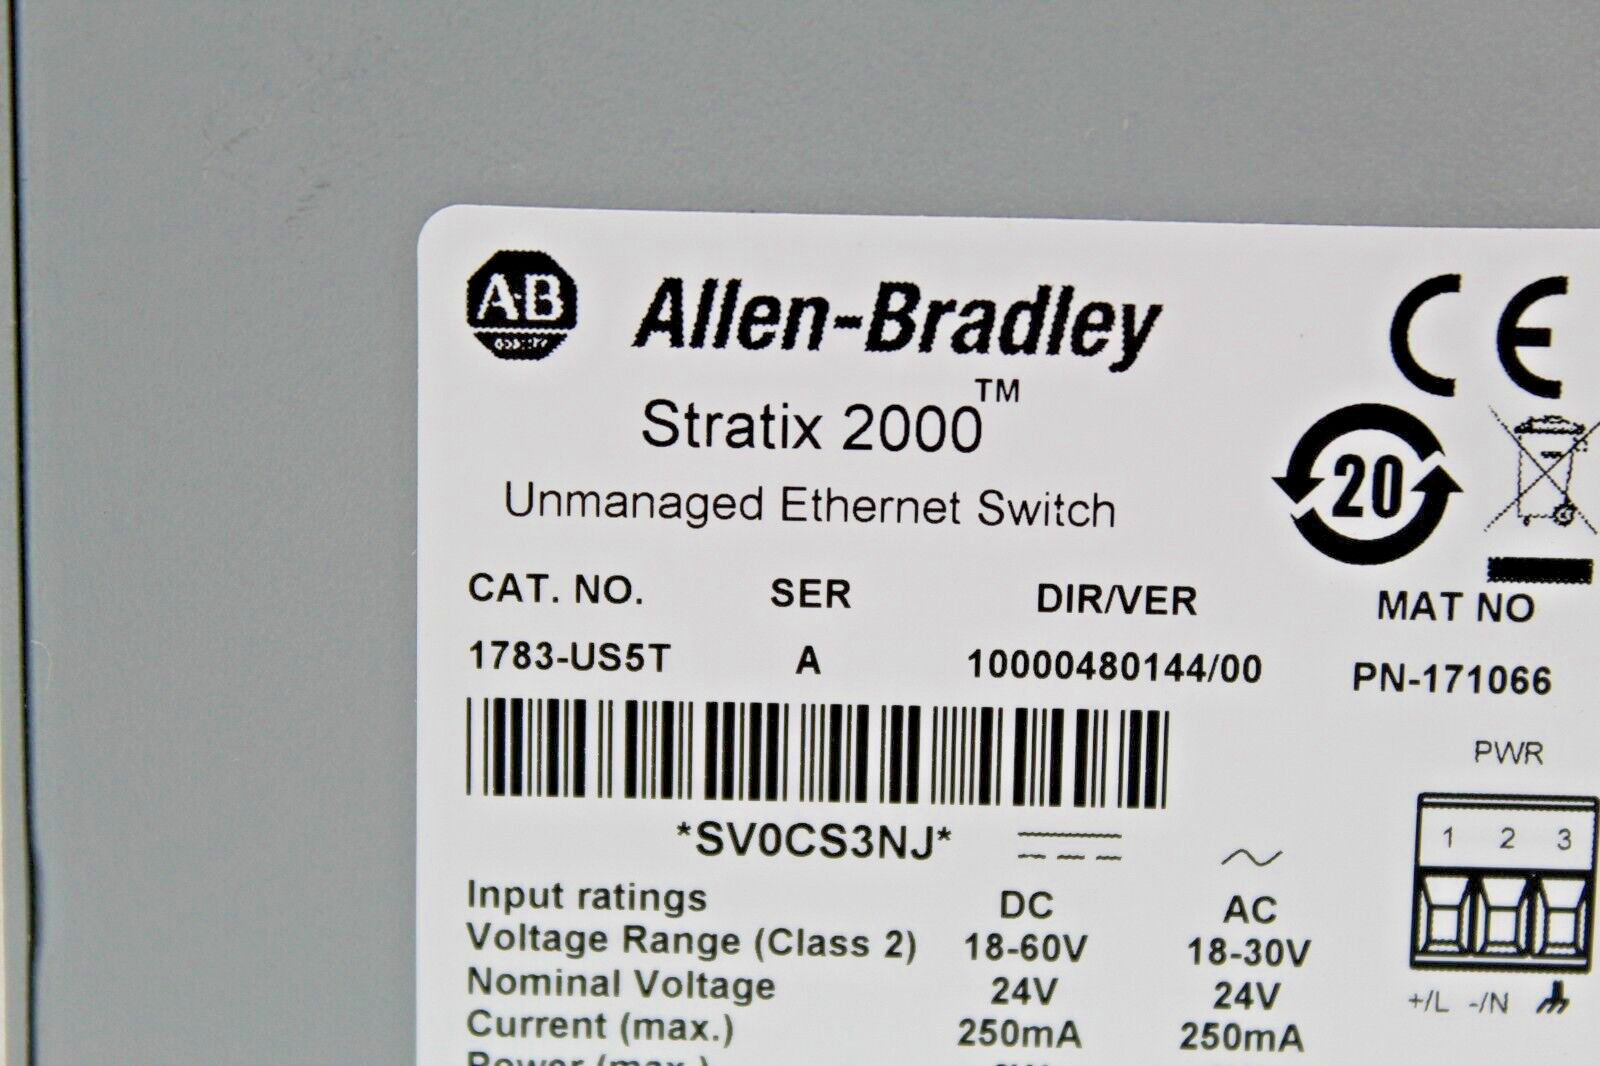 A-B
Allen-Bradley
Stratix 2000™
Unmanaged Ethernet Switch
CE
20
CAT. NO. SER DIR/VER MAT NO
1783-US5T A 10000480144/00 PN-171066
PWR
*SV0CS3NJ*
1 2 3
Input ratings DC AC
Voltage Range (Class 2) 18-60V 18-30V
Nominal Voltage 24V 24V
+/L -/N
Current (max.) 250mA 250mA
Power (max.)